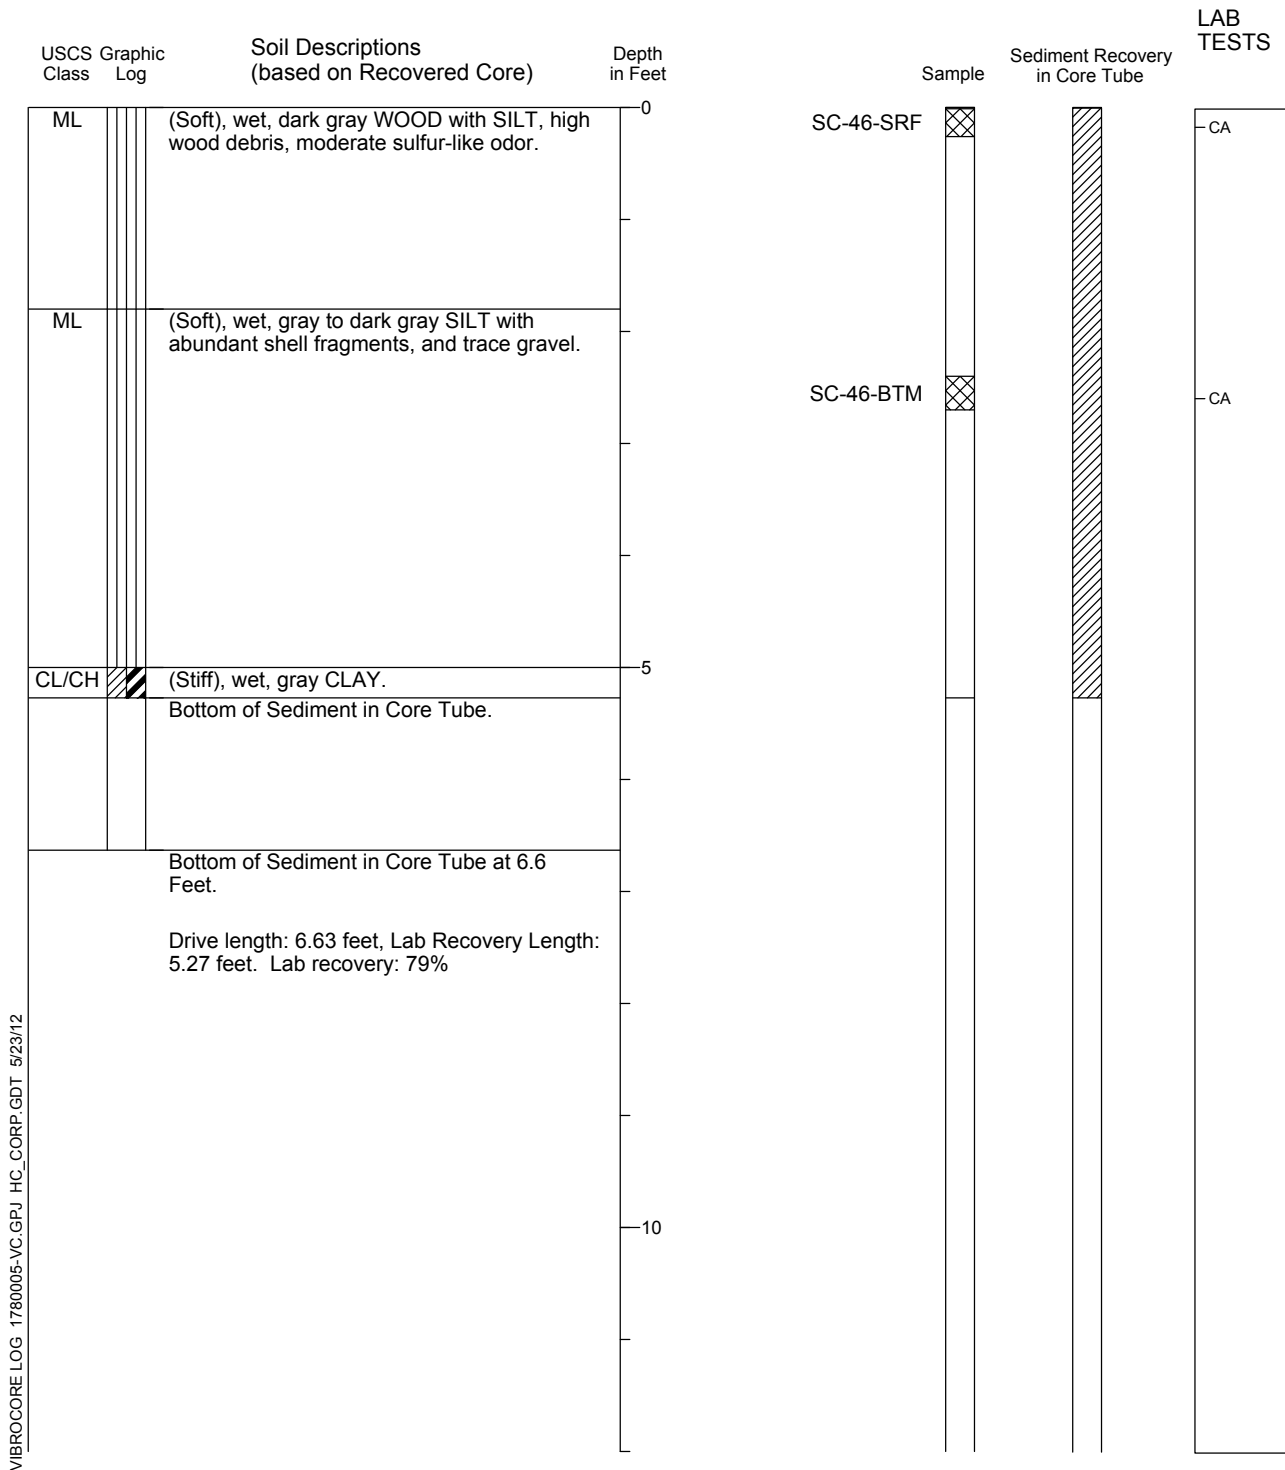 LAB
TESTS
USCS Graphic
Class Log
Soil Descriptions
(based on Recovered Core)
Depth
in Feet
Sample
Sediment Recovery
in Core Tube
0
ML
(Soft), wet, dark gray WOOD with SILT, high
wood debris, moderate sulfur-like odor.
SC-46-SRF
CA
ML
(Soft), wet, gray to dark gray SILT with
abundant shell fragments, and trace gravel.
SC-46-BTM
CA
5
CL/CH
(Stiff), wet, gray CLAY.
Bottom of Sediment in Core Tube.
Bottom of Sediment in Core Tube at 6.6
Feet.
Drive length: 6.63 feet, Lab Recovery Length:
5.27 feet. Lab recovery: 79%
10
VIBROCORE LOG 1780005-VC.GPJ HC_CORP.GDT 5/23/12